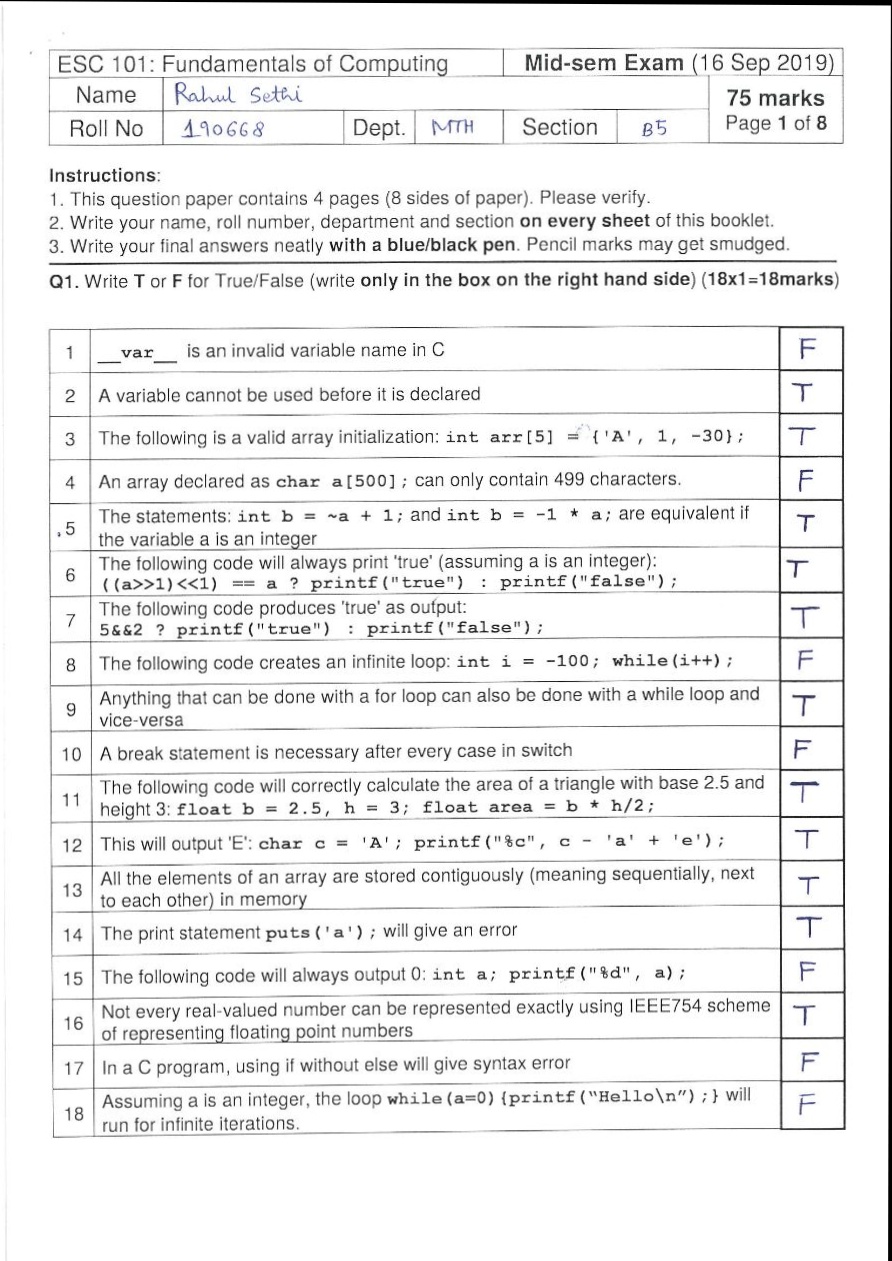 ESC 101: Fundamentals of Computing Mid-sem Exam (16 Sep 2019)
Name Rahul Sethi 75 marks
Roll No 190668 Dept. MTH Section B5 Page 1 of 8
Instructions:
1. This question paper contains 4 pages (8 sides of paper). Please verify.
2. Write your name, roll number, department and section on every sheet of this booklet.
3. Write your final answers neatly with a blue/black pen. Pencil marks may get smudged.
Q1. Write T or F for True/False (write only in the box on the right hand side) (18x1=18marks)
1 __var__ is an invalid variable name in C F
2 A variable cannot be used before it is declared T
3 The following is a valid array initialization: int arr[5] = {'A', 1, -30}; T
4 An array declared as char a[500]; can only contain 499 characters. F
5 The statements: int b = ~a + 1; and int b = -1 * a; are equivalent if
the variable a is an integer T
6 The following code will always print 'true' (assuming a is an integer):
((a>>1)<<1) == a ? printf("true") : printf("false"); T
7 The following code produces 'true' as output:
5&&2 ? printf("true") : printf("false"); T
8 The following code creates an infinite loop: int i = -100; while(i++); F
9 Anything that can be done with a for loop can also be done with a while loop and
vice-versa T
10 A break statement is necessary after every case in switch F
11 The following code will correctly calculate the area of a triangle with base 2.5 and
height 3: float b = 2.5, h = 3; float area = b * h/2; T
12 This will output 'E': char c = 'A'; printf("%c", c - 'a' + 'e'); T
13 All the elements of an array are stored contiguously (meaning sequentially, next
to each other) in memory T
14 The print statement puts('a'); will give an error T
15 The following code will always output 0: int a; printf("%d", a); F
16 Not every real-valued number can be represented exactly using IEEE754 scheme
of representing floating point numbers T
17 In a C program, using if without else will give syntax error F
18 Assuming a is an integer, the loop while(a=0) {printf("Hello\n");} will
run for infinite iterations. F